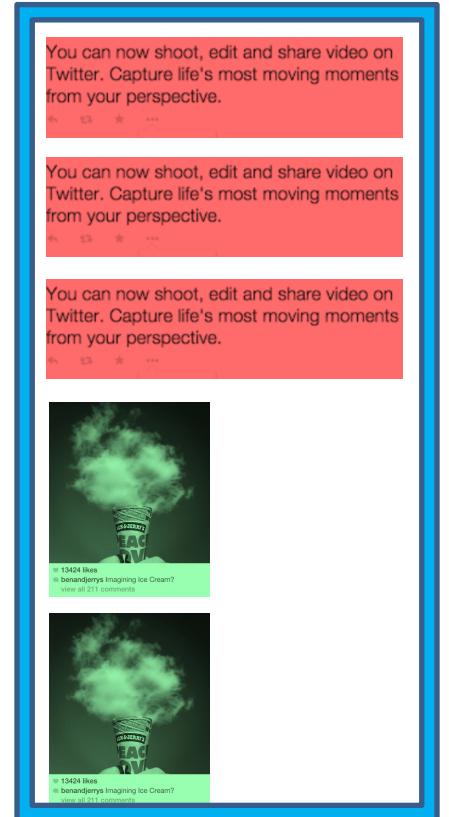 You can now shoot, edit and share video on
Twitter. Capture life's most moving moments
from your perspective.
You can now shoot, edit and share video on
Twitter. Capture life's most moving moments
from your perspective.
You can now shoot, edit and share video on
Twitter. Capture life's most moving moments
from your perspective.
13424 likes
benandjerrys Imagining Ice Cream?
view all 211 comments
13424 likes
benandjerrys Imagining Ice Cream?
view all 211 comments